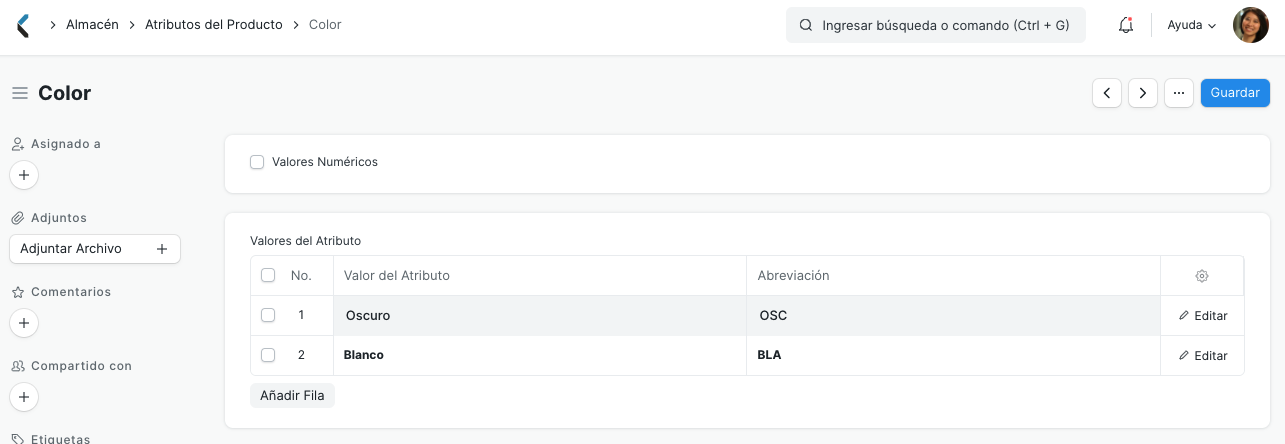 Almacén Atributos del Producto Color
Ingresar búsqueda o comando (Ctrl + G)
Ayuda
Color
Guardar
Asignado a
Adjuntos
Adjuntar Archivo
Comentarios
Compartido con
Etiquetas
Valores Numéricos
Valores del Atributo
No. Valor del Atributo Abreviación
1 Oscuro OSC Editar
2 Blanco BLA Editar
Añadir Fila